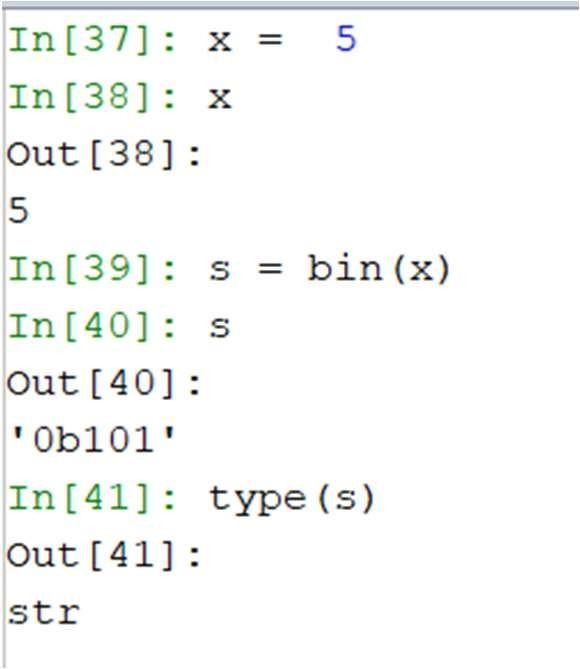 In[37]: x =  5
In[38]: x
Out[38]:
5
In[39]: s = bin(x)
In[40]: s
Out[40]:
'0b101'
In[41]: type(s)
Out[41]:
str